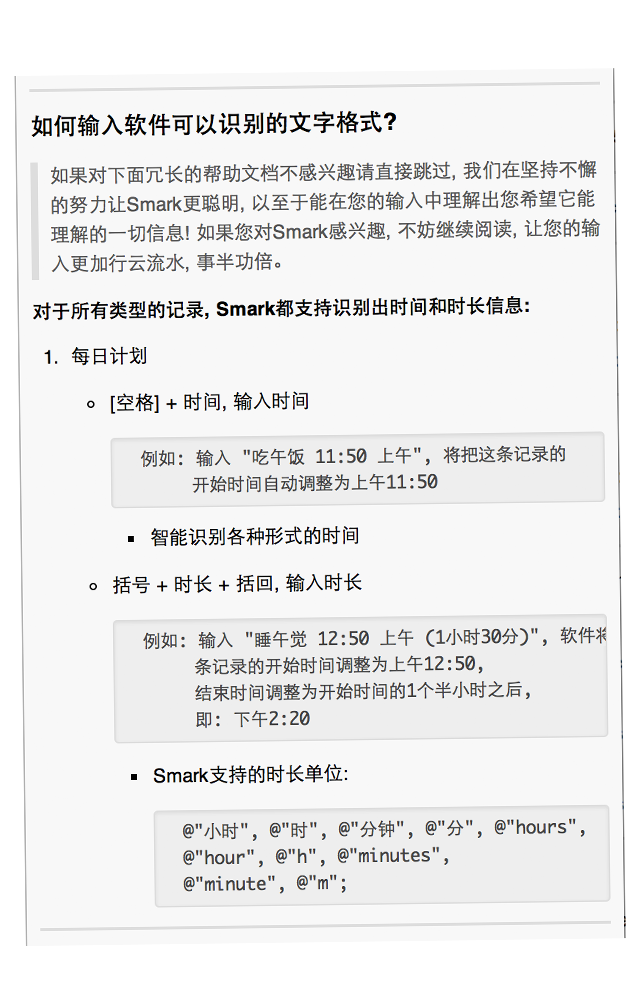 如何输入软件可以识别的文字格式?
如果对下面冗长的帮助文档不感兴趣请直接跳过, 我们在坚持不懈
的努力让Smark更聪明, 以至于能在您的输入中理解出您希望它能
理解的一切信息! 如果您对Smark感兴趣, 不妨继续阅读, 让您的输
入更加行云流水, 事半功倍。
对于所有类型的记录, Smark都支持识别出时间和时长信息:
1. 每日计划
[空格] + 时间, 输入时间
例如: 输入 "吃午饭 11:50 上午", 将把这条记录的
开始时间自动调整为上午11:50
智能识别各种形式的时间
括号 + 时长 + 括回, 输入时长
例如: 输入 "睡午觉 12:50 上午 (1小时30分)", 软件将
条记录的开始时间调整为上午12:50,
结束时间调整为开始时间的1个半小时之后,
即: 下午2:20
Smark支持的时长单位:
@"小时", @"时", @"分钟", @"分", @"hours",
@"hour", @"h", @"minutes",
@"minute", @"m";